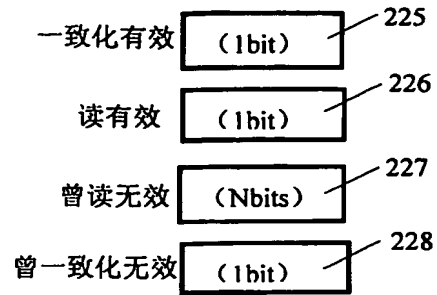 一致化有效 （1bit） 225
读有效 （1bit） 226
曾读无效 （Nbits） 227
曾一致化无效 （1bit） 228